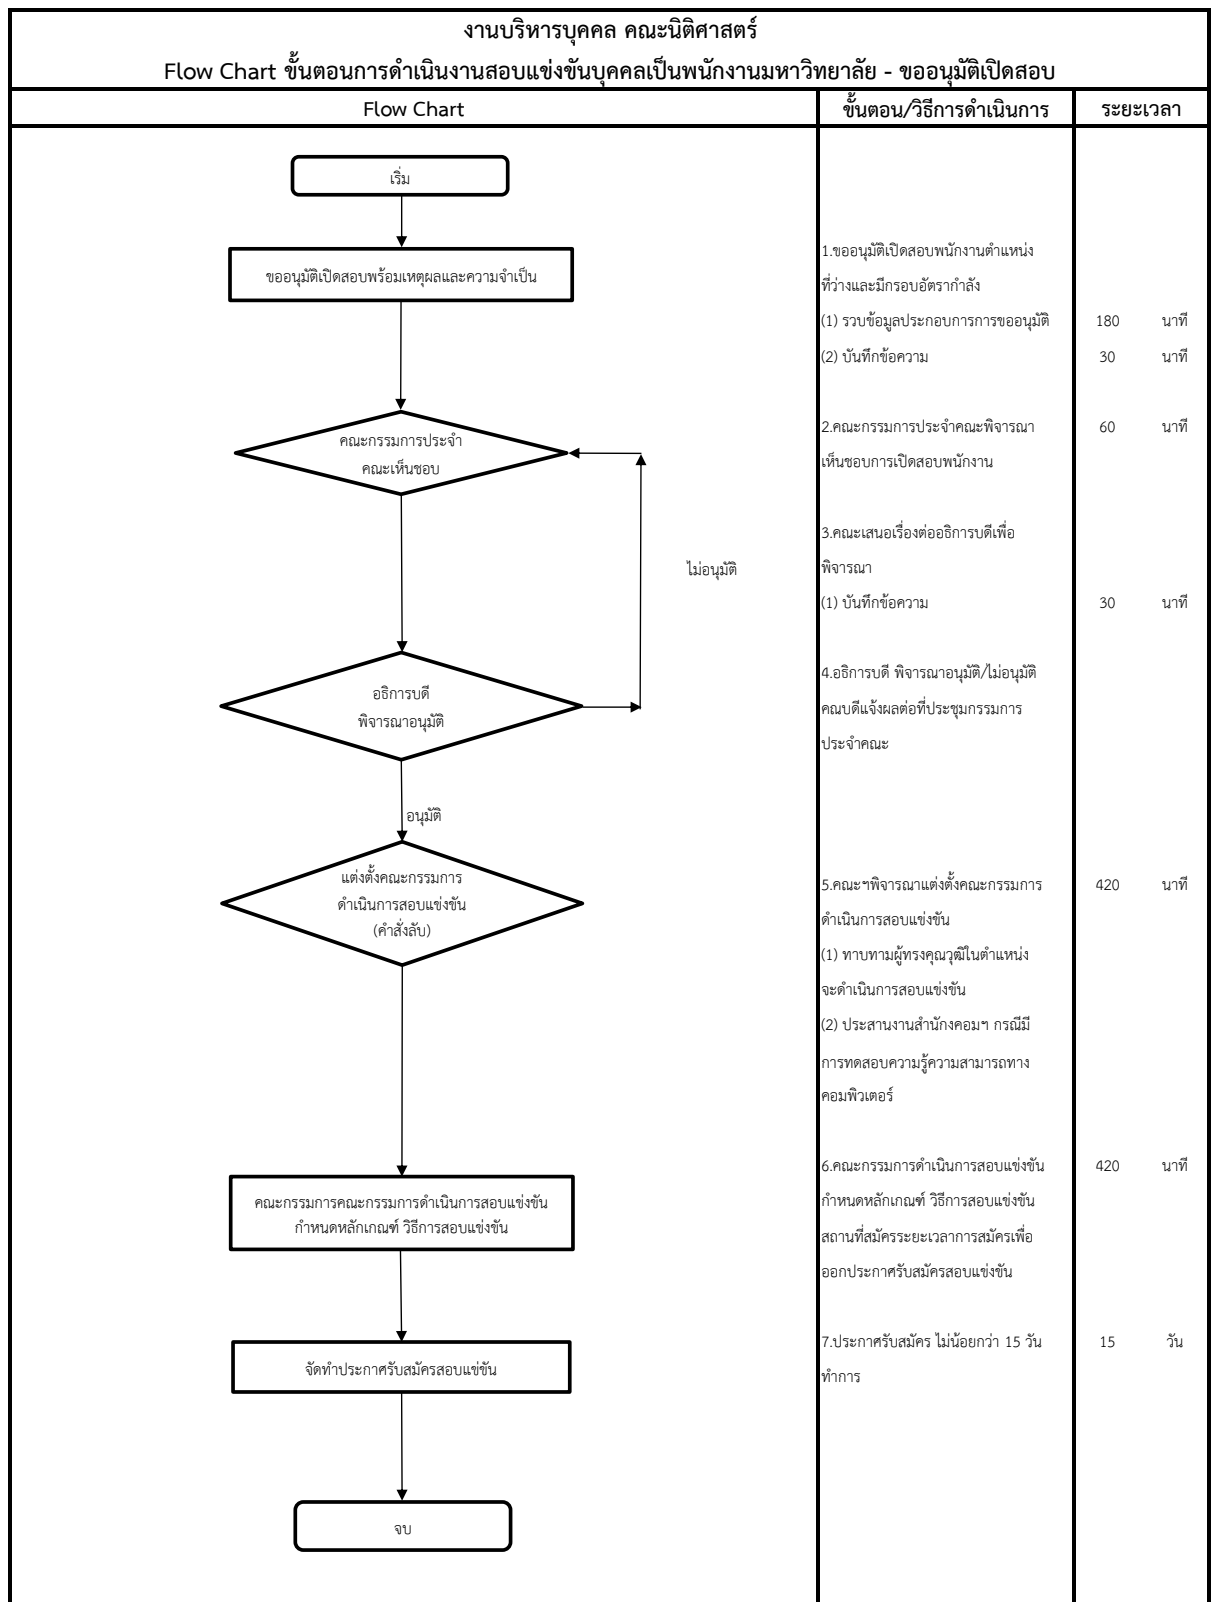 งานบริหารบุคคล คณะนิติศาสตร์
Flow Chart ขั้นตอนการดำเนินงานสอบแข่งขันบุคคลเป็นพนักงานมหาวิทยาลัย - ขออนุมัติเปิดสอบ
Flow Chart
ขั้นตอน/วิธีการดำเนินการ
ระยะเวลา
เริ่ม
ขออนุมัติเปิดสอบพร้อมเหตุผลและความจำเป็น
คณะกรรมการประจำ
คณะเห็นชอบ
ไม่อนุมัติ
อธิการบดี
พิจารณาอนุมัติ
อนุมัติ
แต่งตั้งคณะกรรมการ
ดำเนินการสอบแข่งขัน
(คำสั่งลับ)
คณะกรรมการคณะกรรมการดำเนินการสอบแข่งขัน
กำหนดหลักเกณฑ์ วิธีการสอบแข่งขัน
จัดทำประกาศรับสมัครสอบแข่ขัน
จบ
1.ขออนุมัติเปิดสอบพนักงานตำแหน่ง
ที่ว่างและมีกรอบอัตรากำลัง
(1) รวบข้อมูลประกอบการการขออนุมัติ 180 นาที
(2) บันทึกข้อความ 30 นาที
2.คณะกรรมการประจำคณะพิจารณา 60 นาที
เห็นชอบการเปิดสอบพนักงาน
3.คณะเสนอเรื่องต่ออธิการบดีเพื่อ
พิจารณา
(1) บันทึกข้อความ 30 นาที
4.อธิการบดี พิจารณาอนุมัติ/ไม่อนุมัติ
คณบดีแจ้งผลต่อที่ประชุมกรรมการ
ประจำคณะ
5.คณะฯพิจารณาแต่งตั้งคณะกรรมการ 420 นาที
ดำเนินการสอบแข่งขัน
(1) ทาบทามผู้ทรงคุณวุฒิในตำแหน่ง
จะดำเนินการสอบแข่งขัน
(2) ประสานงานสำนักงคอมฯ กรณีมี
การทดสอบความรู้ความสามารถทาง
คอมพิวเตอร์
6.คณะกรรมการดำเนินการสอบแข่งขัน 420 นาที
กำหนดหลักเกณฑ์ วิธีการสอบแข่งขัน
สถานที่สมัครระยะเวลาการสมัครเพื่อ
ออกประกาศรับสมัครสอบแข่งขัน
7.ประกาศรับสมัคร ไม่น้อยกว่า 15 วัน 15 วัน
ทำการ